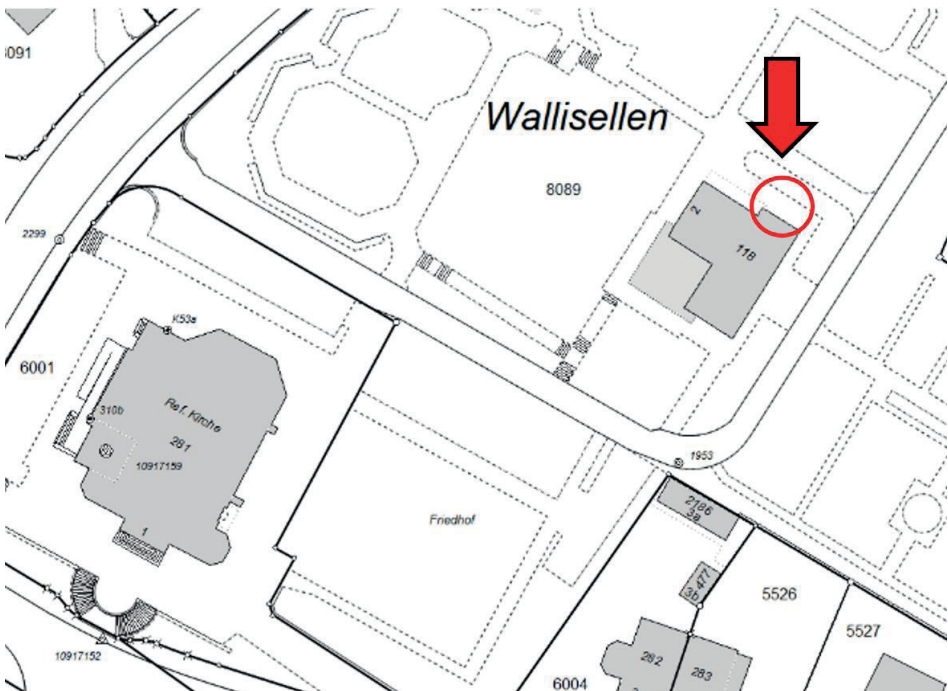 8091
Wallisellen
8089
2
118
2299
K53a
6001
310b
Ref. Kirche
281
10917159
1
1953
Friedhof
2186
3a
477
3b
5526
5527
10917152
282
283
6004